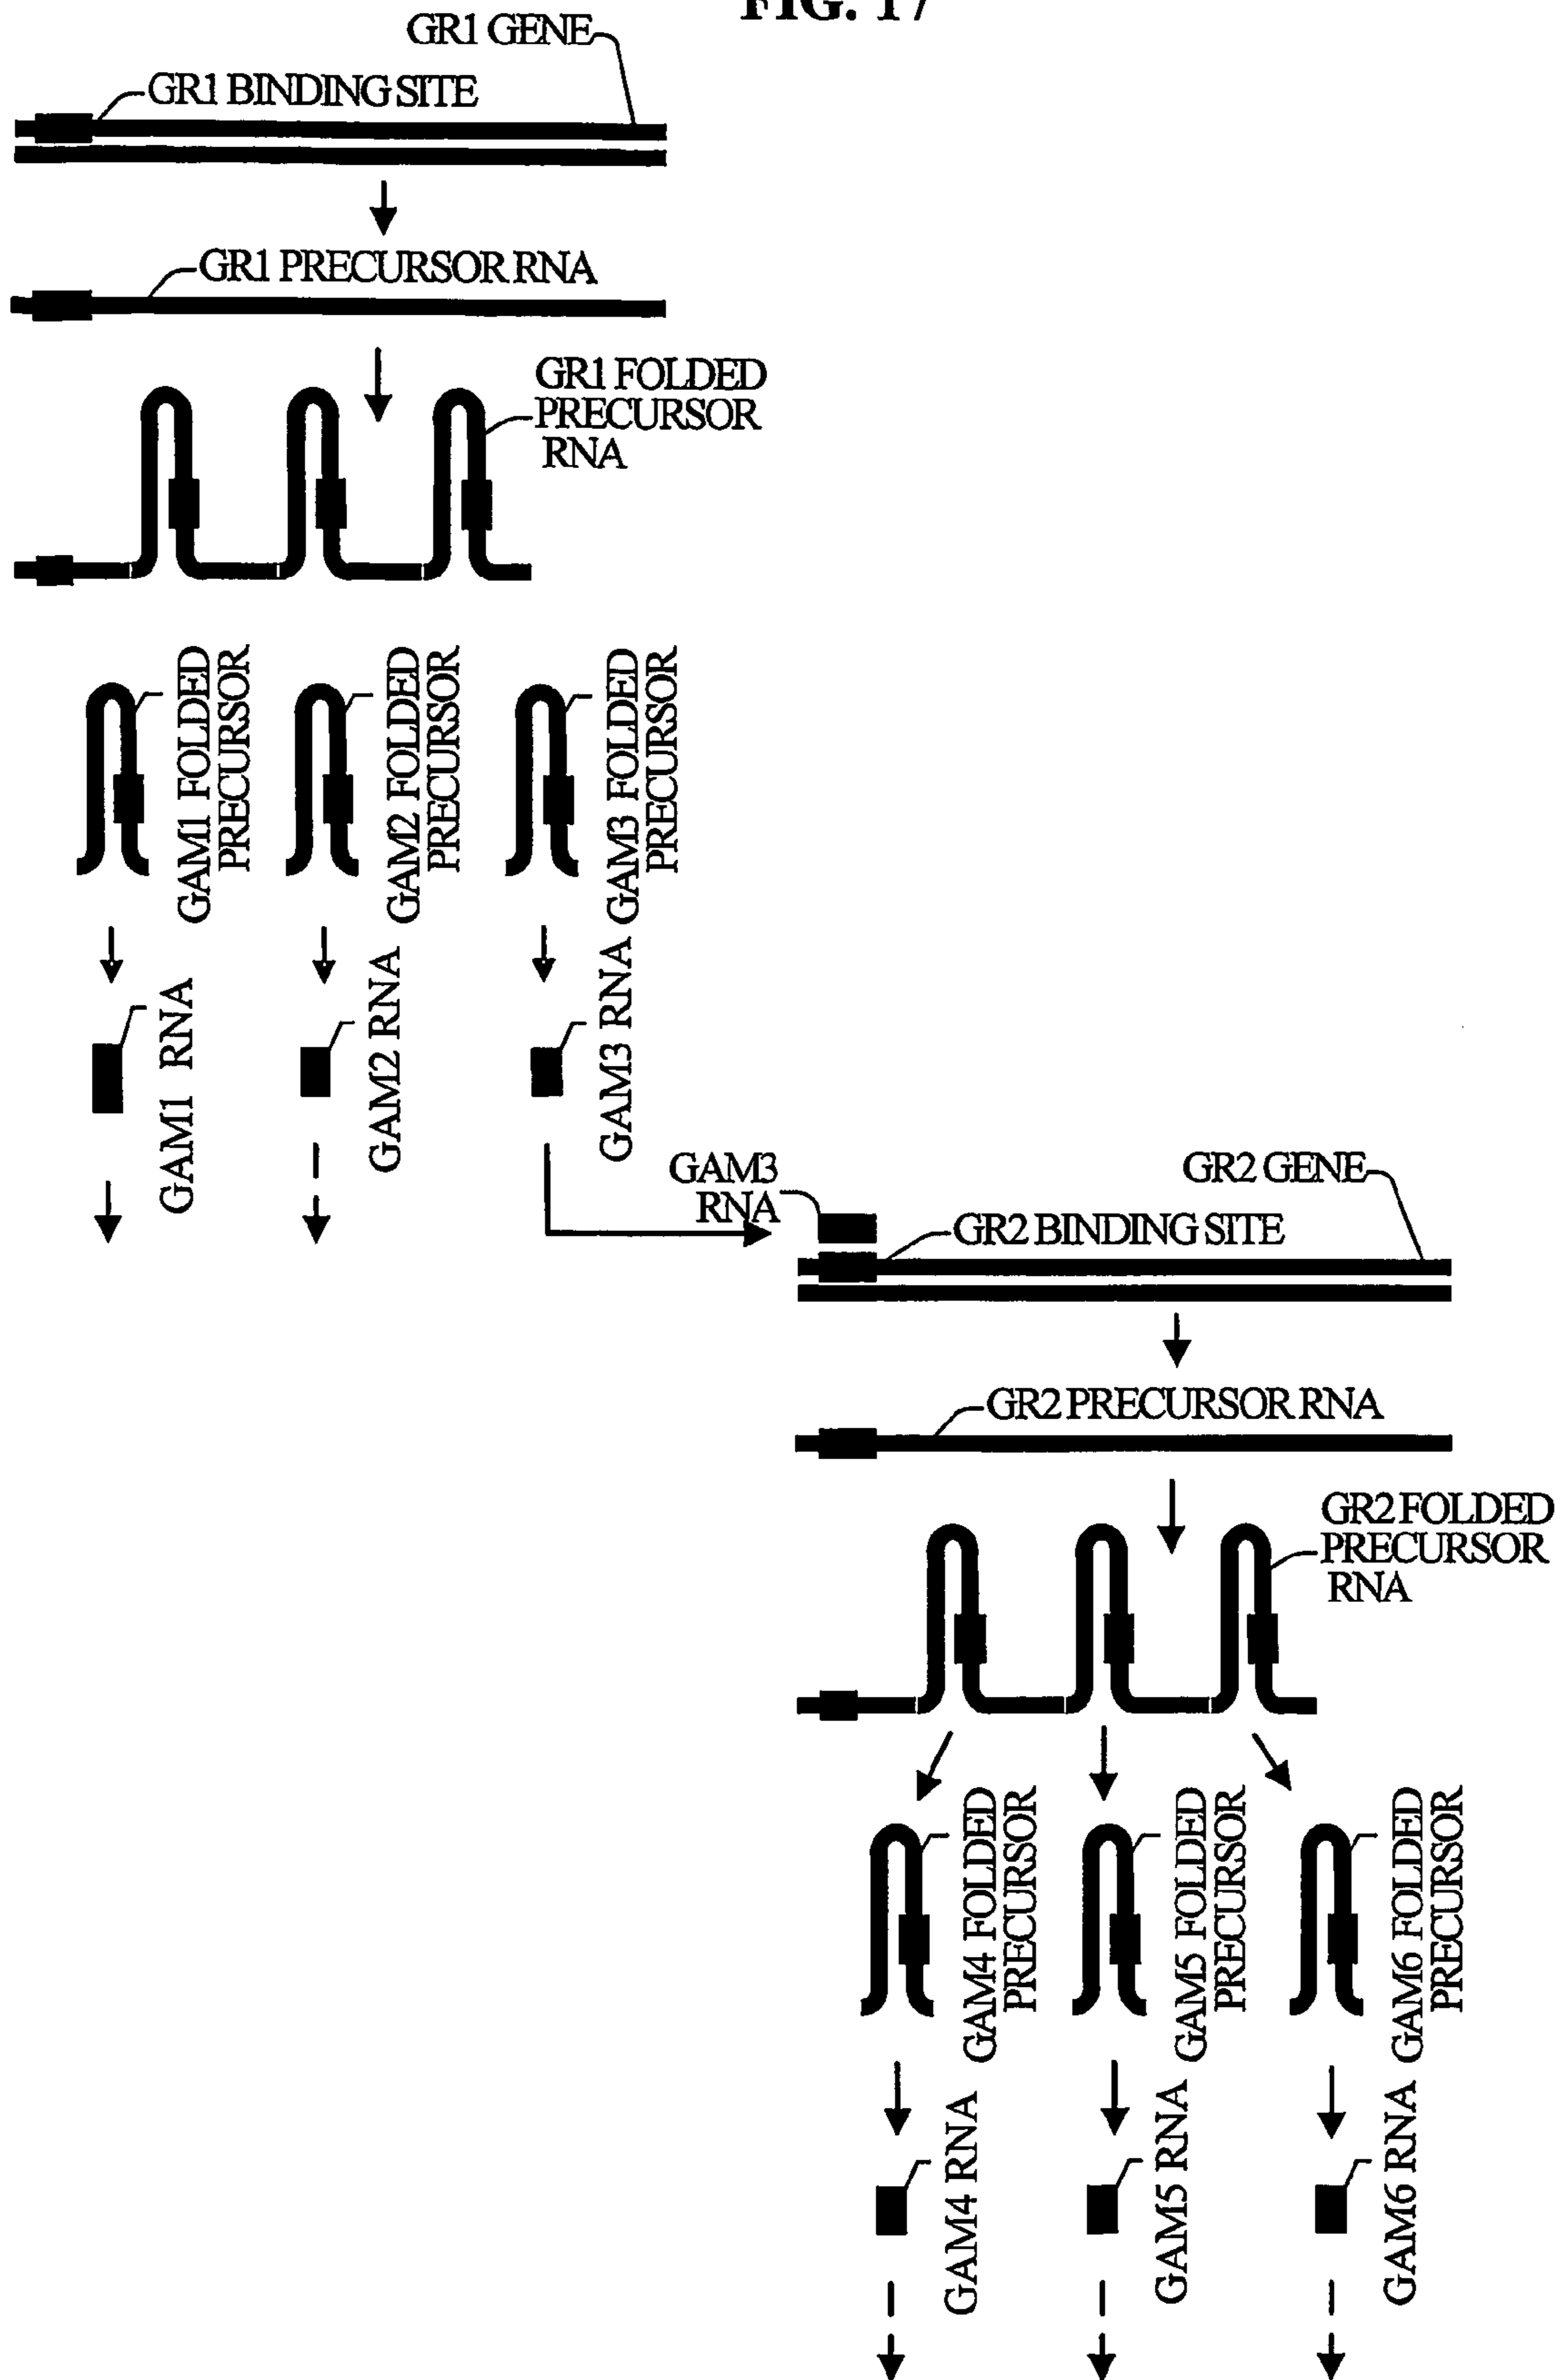 FIG. 17
GR1 GENE
GR1 BINDING SITE
GR1 PRECURSOR RNA
GR1 FOLDED
PRECURSOR
RNA
GAM1 FOLDED
PRECURSOR
GAM2 FOLDED
PRECURSOR
GAM3 FOLDED
PRECURSOR
GAM1 RNA
GAM2 RNA
GAM3 RNA
GAM3
RNA
GR2 GENE
GR2 BINDING SITE
GR2 PRECURSOR RNA
GR2 FOLDED
PRECURSOR
RNA
GAM4 FOLDED
PRECURSOR
GAM5 FOLDED
PRECURSOR
GAM6 FOLDED
PRECURSOR
GAM4 RNA
GAM5 RNA
GAM6 RNA